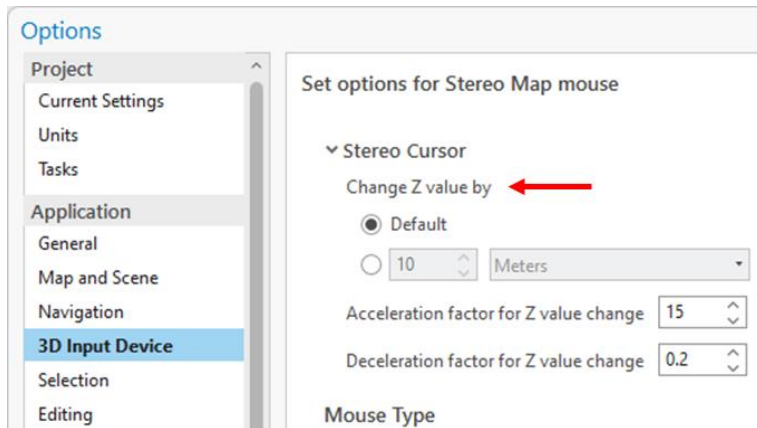 Options
Project
Current Settings
Units
Tasks
Application
General
Map and Scene
Navigation
3D Input Device
Selection
Editing
Set options for Stereo Map mouse
Stereo Cursor
Change Z value by
Default
10 Meters
Acceleration factor for Z value change 15
Deceleration factor for Z value change 0.2
Mouse Type